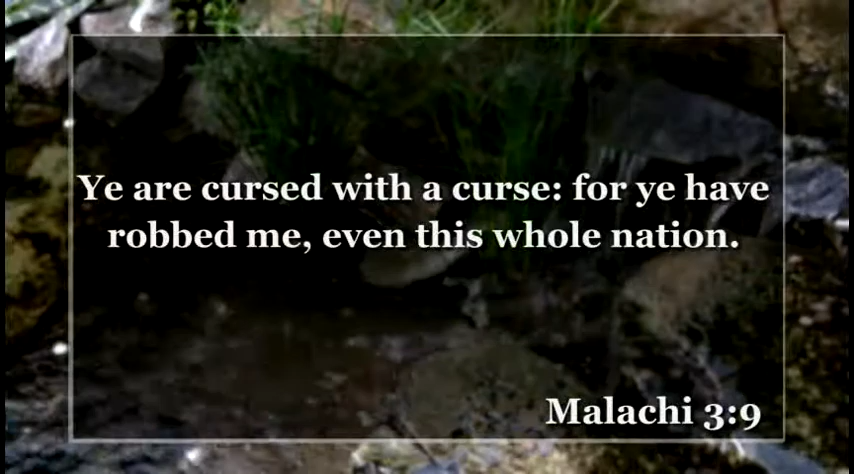 Ye are cursed with a curse: for ye have
robbed me, even this whole nation.
Malachi 3:9